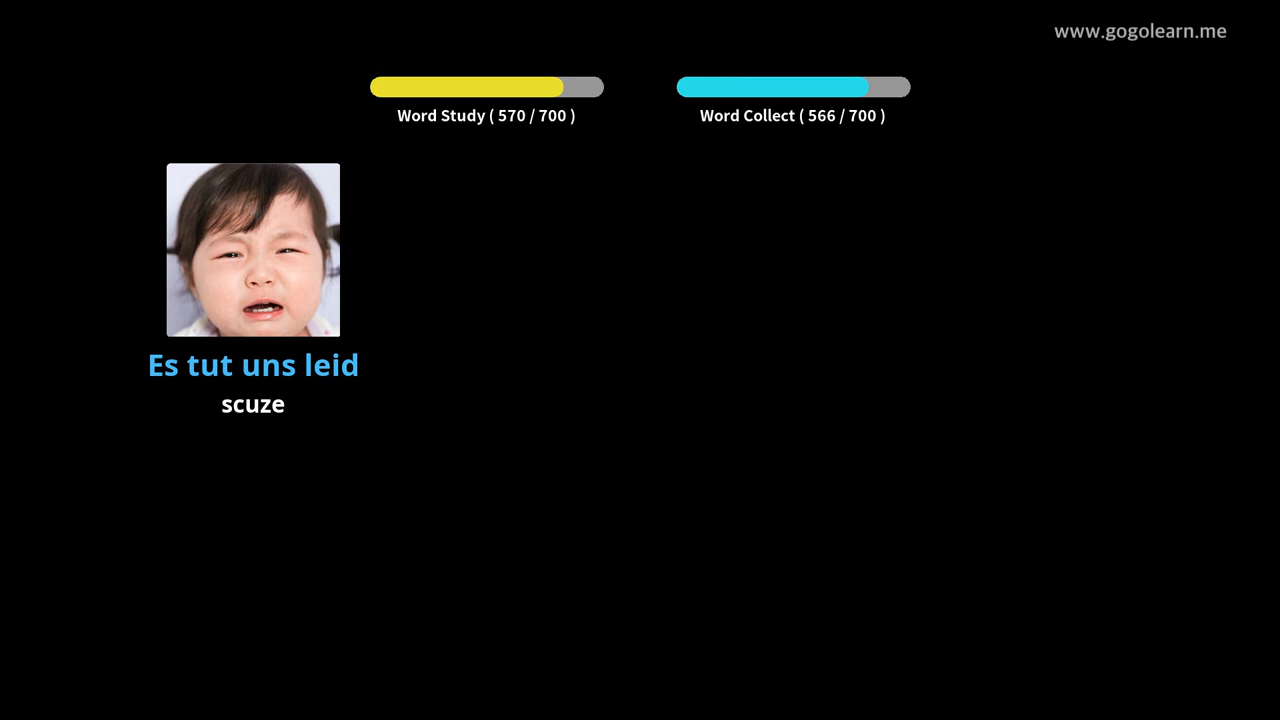 www.gogolearn.me
Word Study ( 570 / 700 )
Word Collect ( 566 / 700 )
Es tut uns leid
scuze